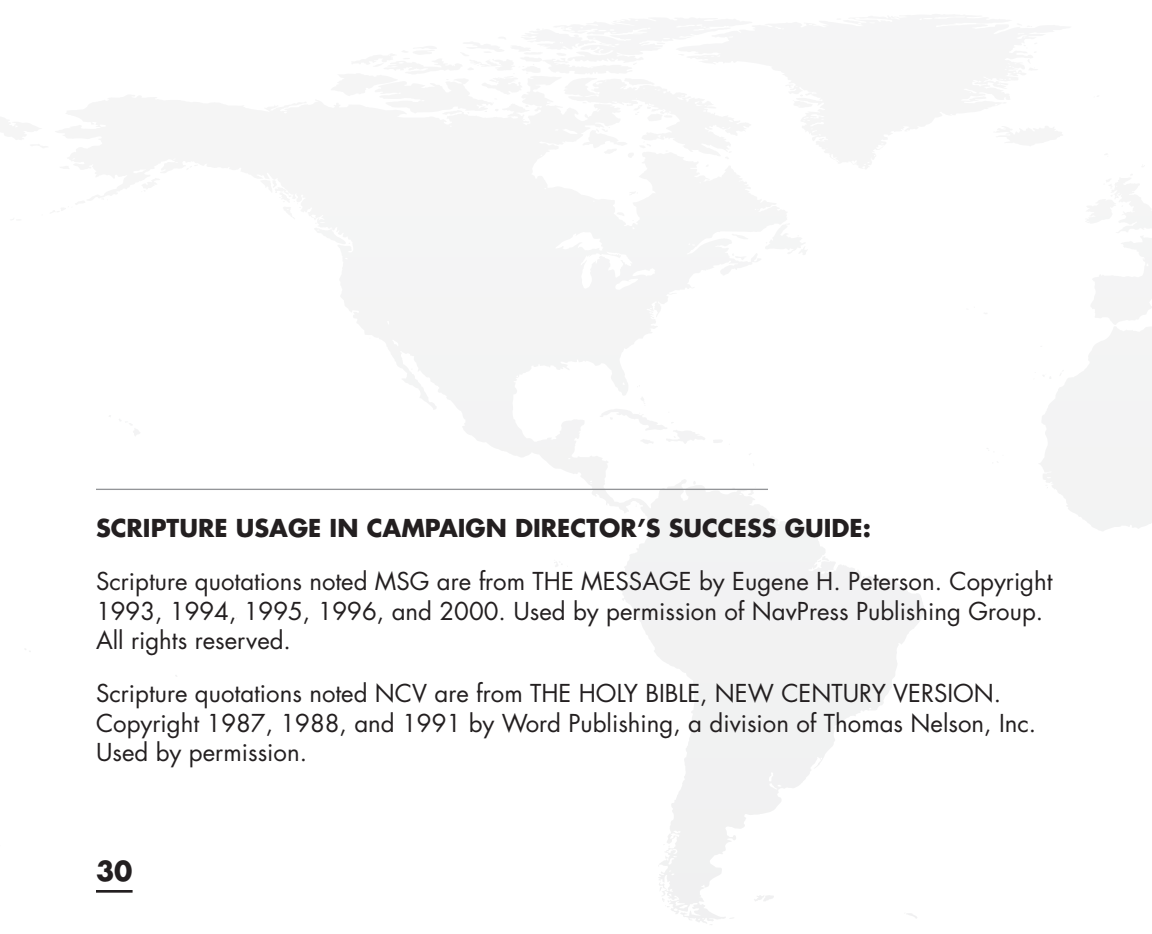 SCRIPTURE USAGE IN CAMPAIGN DIRECTOR’S SUCCESS GUIDE:
Scripture quotations noted MSG are from THE MESSAGE by Eugene H. Peterson. Copyright
1993, 1994, 1995, 1996, and 2000. Used by permission of NavPress Publishing Group.
All rights reserved.
Scripture quotations noted NCV are from THE HOLY BIBLE, NEW CENTURY VERSION.
Copyright 1987, 1988, and 1991 by Word Publishing, a division of Thomas Nelson, Inc.
Used by permission.
30